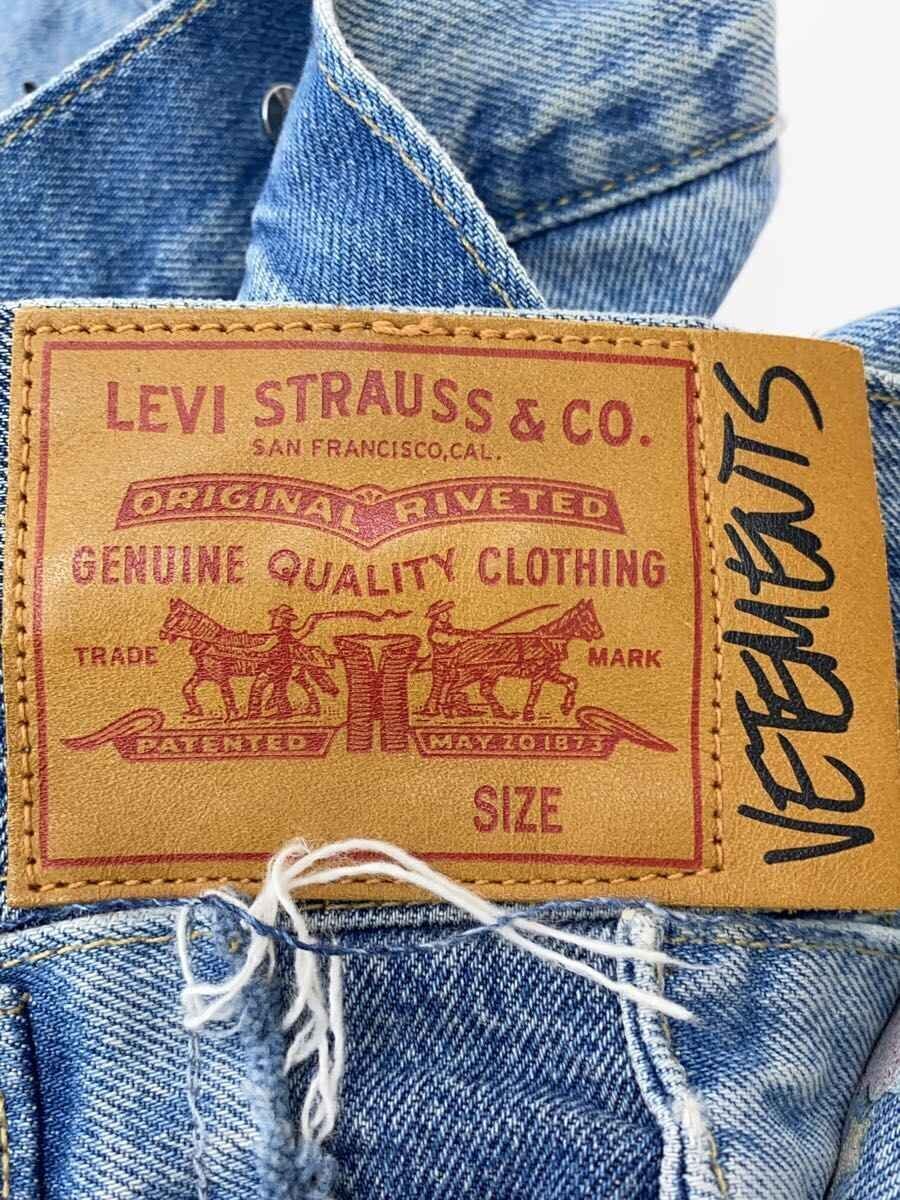 LEVI STRAUSS & CO.
SAN FRANCISCO, CAL.
ORIGINAL RIVETED
GENUINE QUALITY CLOTHING
TRADE MARK
PATENTED MAY 20 1873
SIZE
VETEMENTS